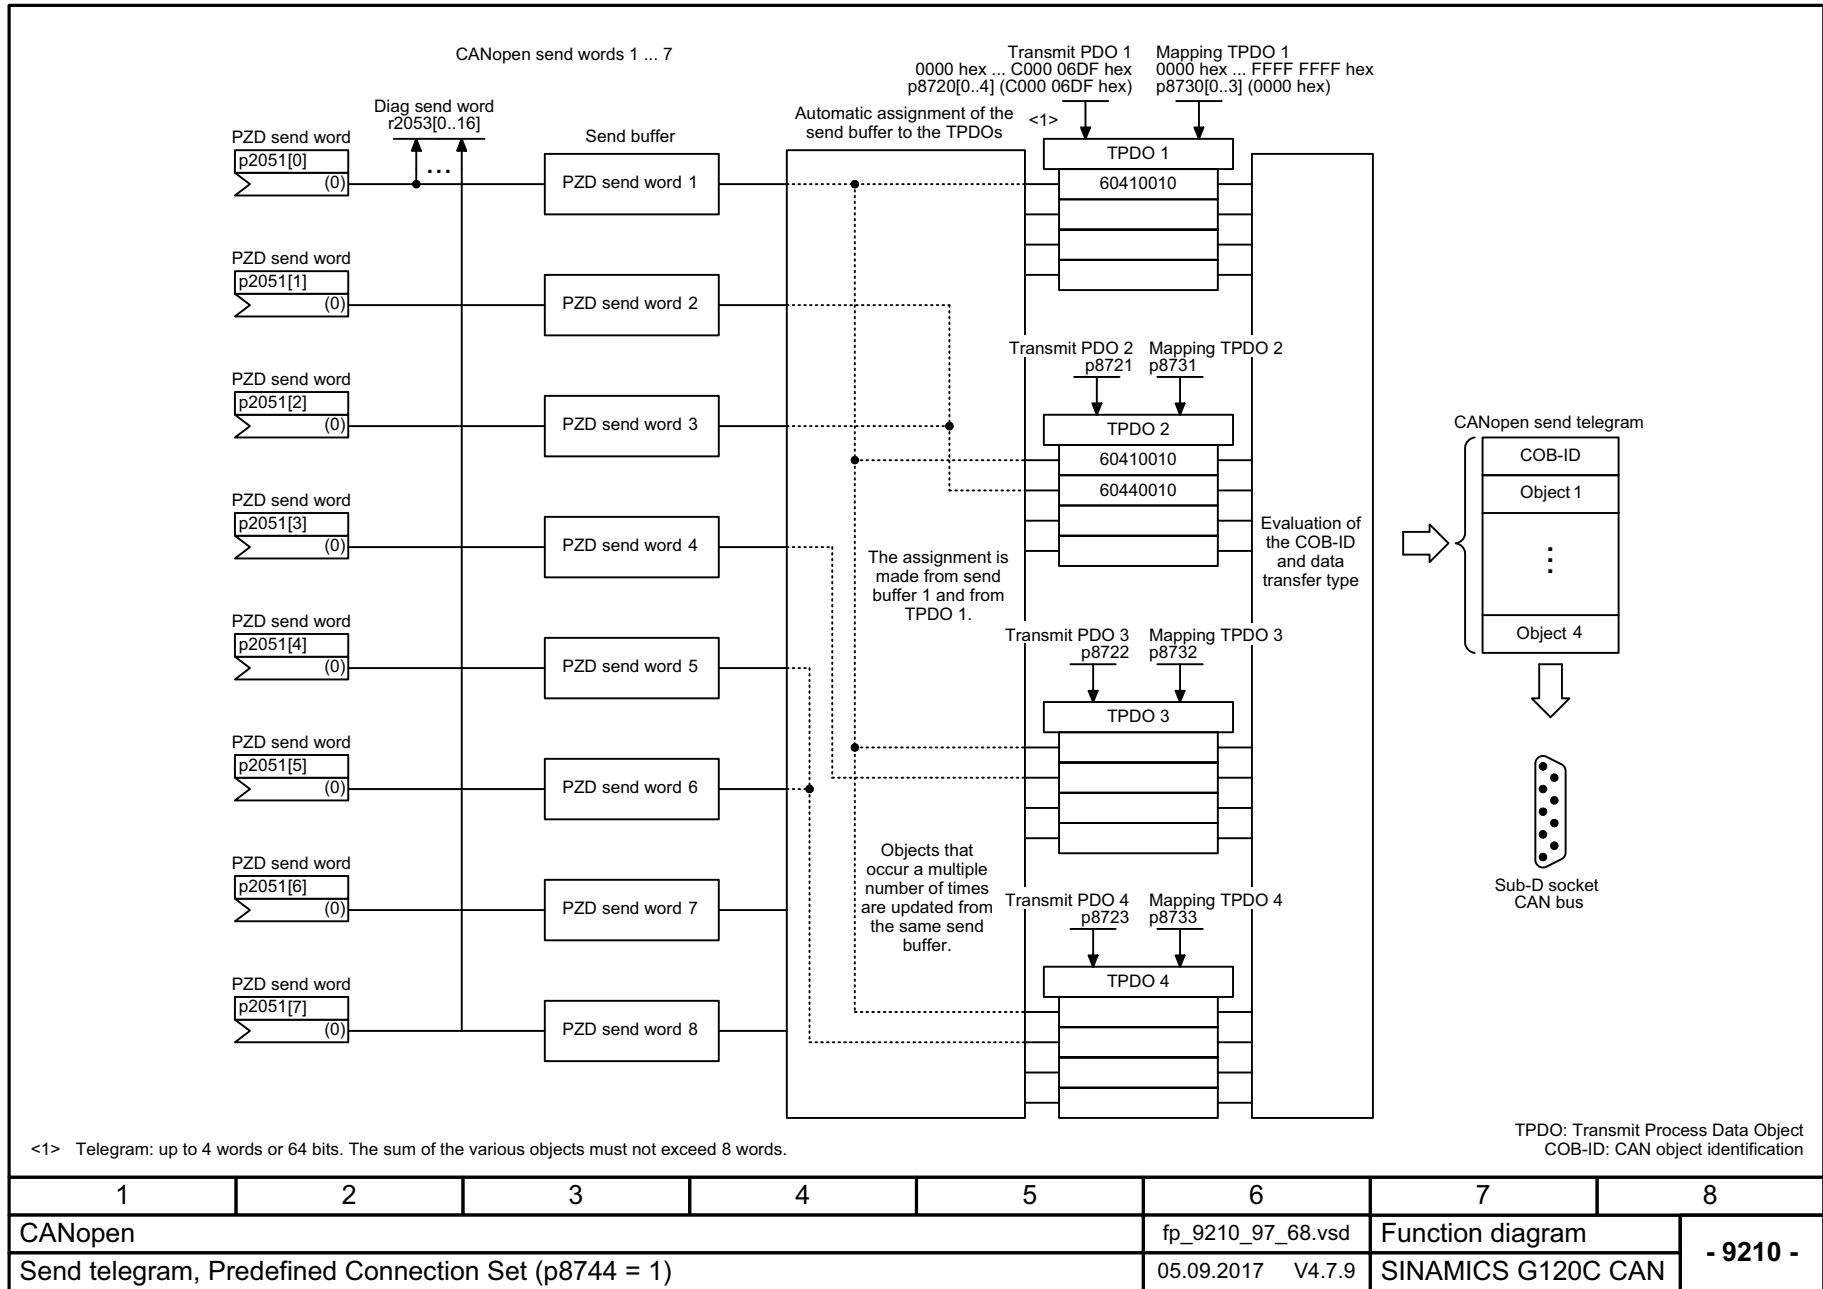 CANopen send words 1 ... 7
Transmit PDO 1
0000 hex ... C000 06DF hex
p8720[0..4] (C000 06DF hex)
Mapping TPDO 1
0000 hex ... FFFF FFFF hex
p8730[0..3] (0000 hex)
Diag send word
r2053[0..16]
Automatic assignment of the
send buffer to the TPDOs
<1>
Send buffer
PZD send word
p2051[0]
(0)
...
PZD send word 1
TPDO 1
60410010
PZD send word
p2051[1]
(0)
PZD send word 2
Transmit PDO 2
p8721
Mapping TPDO 2
p8731
PZD send word
p2051[2]
(0)
PZD send word 3
TPDO 2
60410010
60440010
CANopen send telegram
COB-ID
Object 1
⋮
Object 4
PZD send word
p2051[3]
(0)
PZD send word 4
The assignment is
made from send
buffer 1 and from
TPDO 1.
Evaluation of
the COB-ID
and data
transfer type
PZD send word
p2051[4]
(0)
PZD send word 5
Transmit PDO 3
p8722
Mapping TPDO 3
p8732
TPDO 3
PZD send word
p2051[5]
(0)
PZD send word 6
Objects that
occur a multiple
number of times
are updated from
the same send
buffer.
Sub-D socket
CAN bus
PZD send word
p2051[6]
(0)
PZD send word 7
Transmit PDO 4
p8723
Mapping TPDO 4
p8733
TPDO 4
PZD send word
p2051[7]
(0)
PZD send word 8
<1> Telegram: up to 4 words or 64 bits. The sum of the various objects must not exceed 8 words.
TPDO: Transmit Process Data Object
COB-ID: CAN object identification
1 2 3 4 5 6 7 8
CANopen
fp_9210_97_68.vsd
Function diagram
- 9210 -
Send telegram, Predefined Connection Set (p8744 = 1)
05.09.2017 V4.7.9
SINAMICS G120C CAN